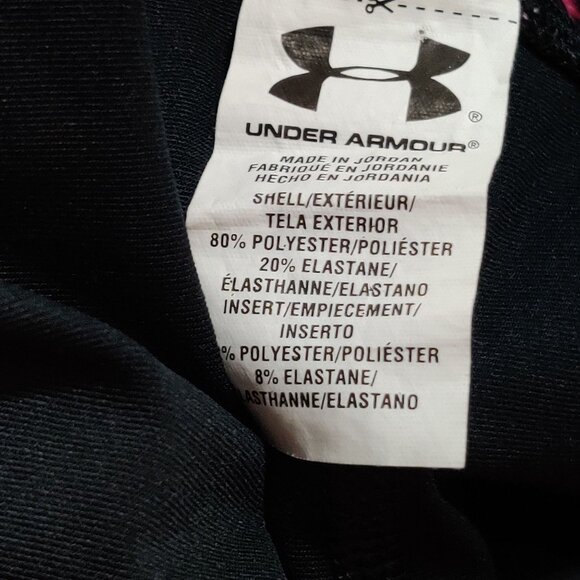 UNDER ARMOUR®
MADE IN JORDAN
FABRIQUÉ EN JORDANIE
HECHO EN JORDANIA
SHELL/EXTÉRIEUR/
TELA EXTERIOR
80% POLYESTER/POLIÉSTER
20% ELASTANE/
ÉLASTHANNE/ELASTANO
INSERT/EMPIECEMENT/
INSERTO
% POLYESTER/POLIÉSTER
8% ELASTANE/
ASTHANNE/ELASTANO